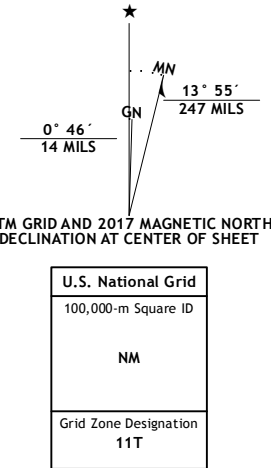 ★
MN
GN
13° 55´
247 MILS
0° 46´
14 MILS
TM GRID AND 2017 MAGNETIC NORTH
DECLINATION AT CENTER OF SHEET
U.S. National Grid
100,000-m Square ID
NM
Grid Zone Designation
11T